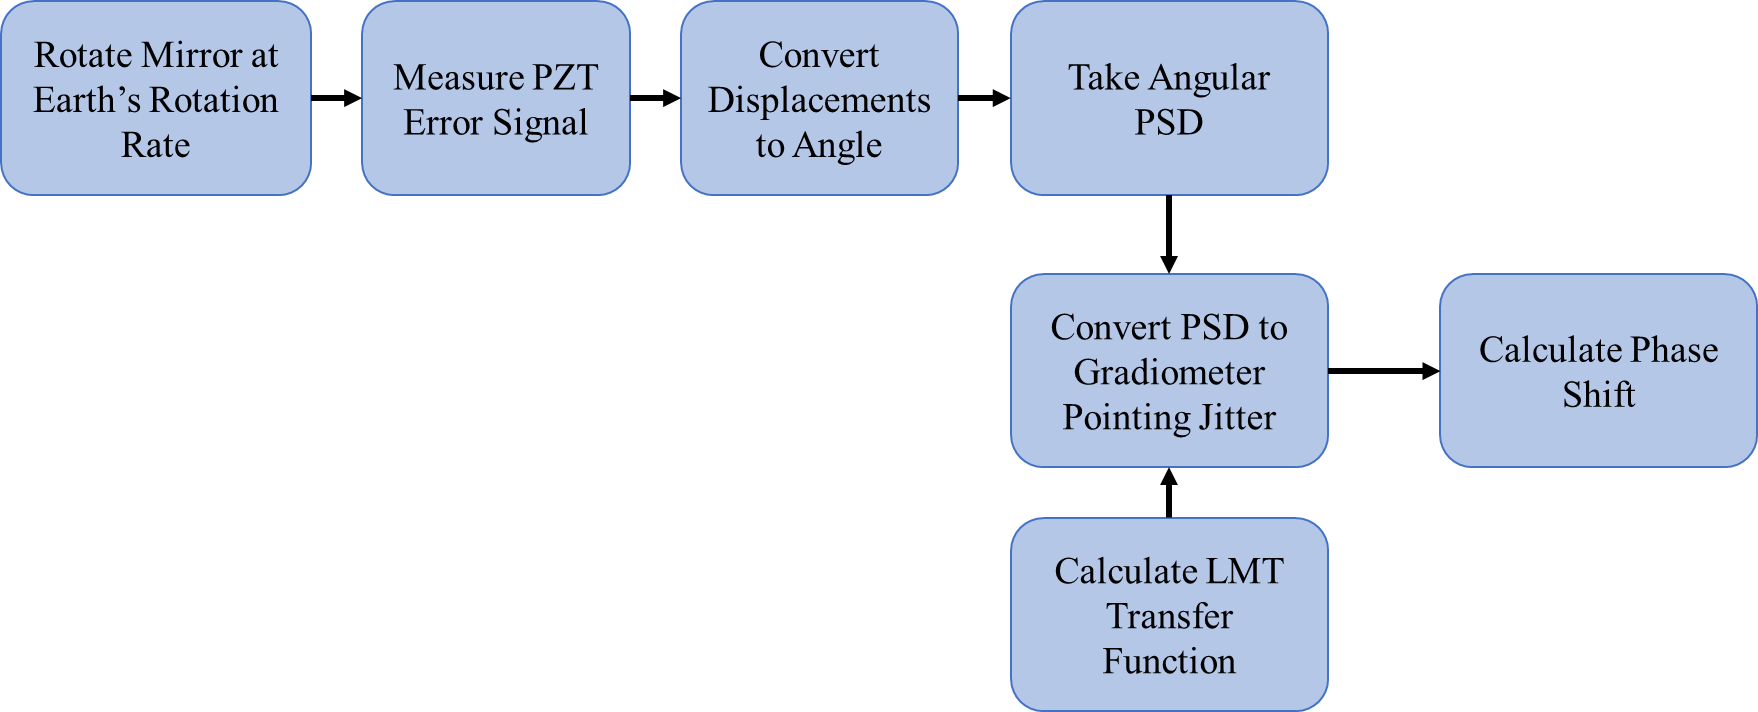 Rotate Mirror at
Earth's Rotation
Rate
Measure PZT
Error Signal
Convert
Displacements
to Angle
Take Angular
PSD
Convert PSD to
Gradiometer
Pointing Jitter
Calculate Phase
Shift
Calculate LMT
Transfer
Function